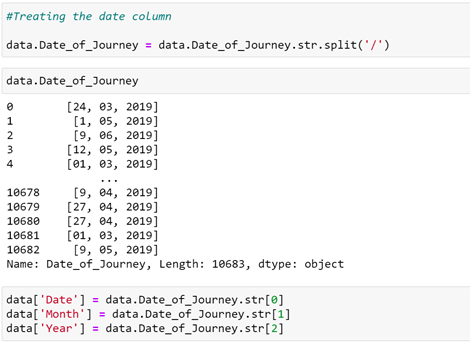 #Treating the date column
data.Date_of_Journey = data.Date_of_Journey.str.split('/')
data.Date_of_Journey
0        [24, 03, 2019]
1         [1, 05, 2019]
2         [9, 06, 2019]
3        [12, 05, 2019]
4        [01, 03, 2019]
              ...
10678     [9, 04, 2019]
10679    [27, 04, 2019]
10680    [27, 04, 2019]
10681    [01, 03, 2019]
10682     [9, 05, 2019]
Name: Date_of_Journey, Length: 10683, dtype: object
data['Date'] = data.Date_of_Journey.str[0]
data['Month'] = data.Date_of_Journey.str[1]
data['Year'] = data.Date_of_Journey.str[2]